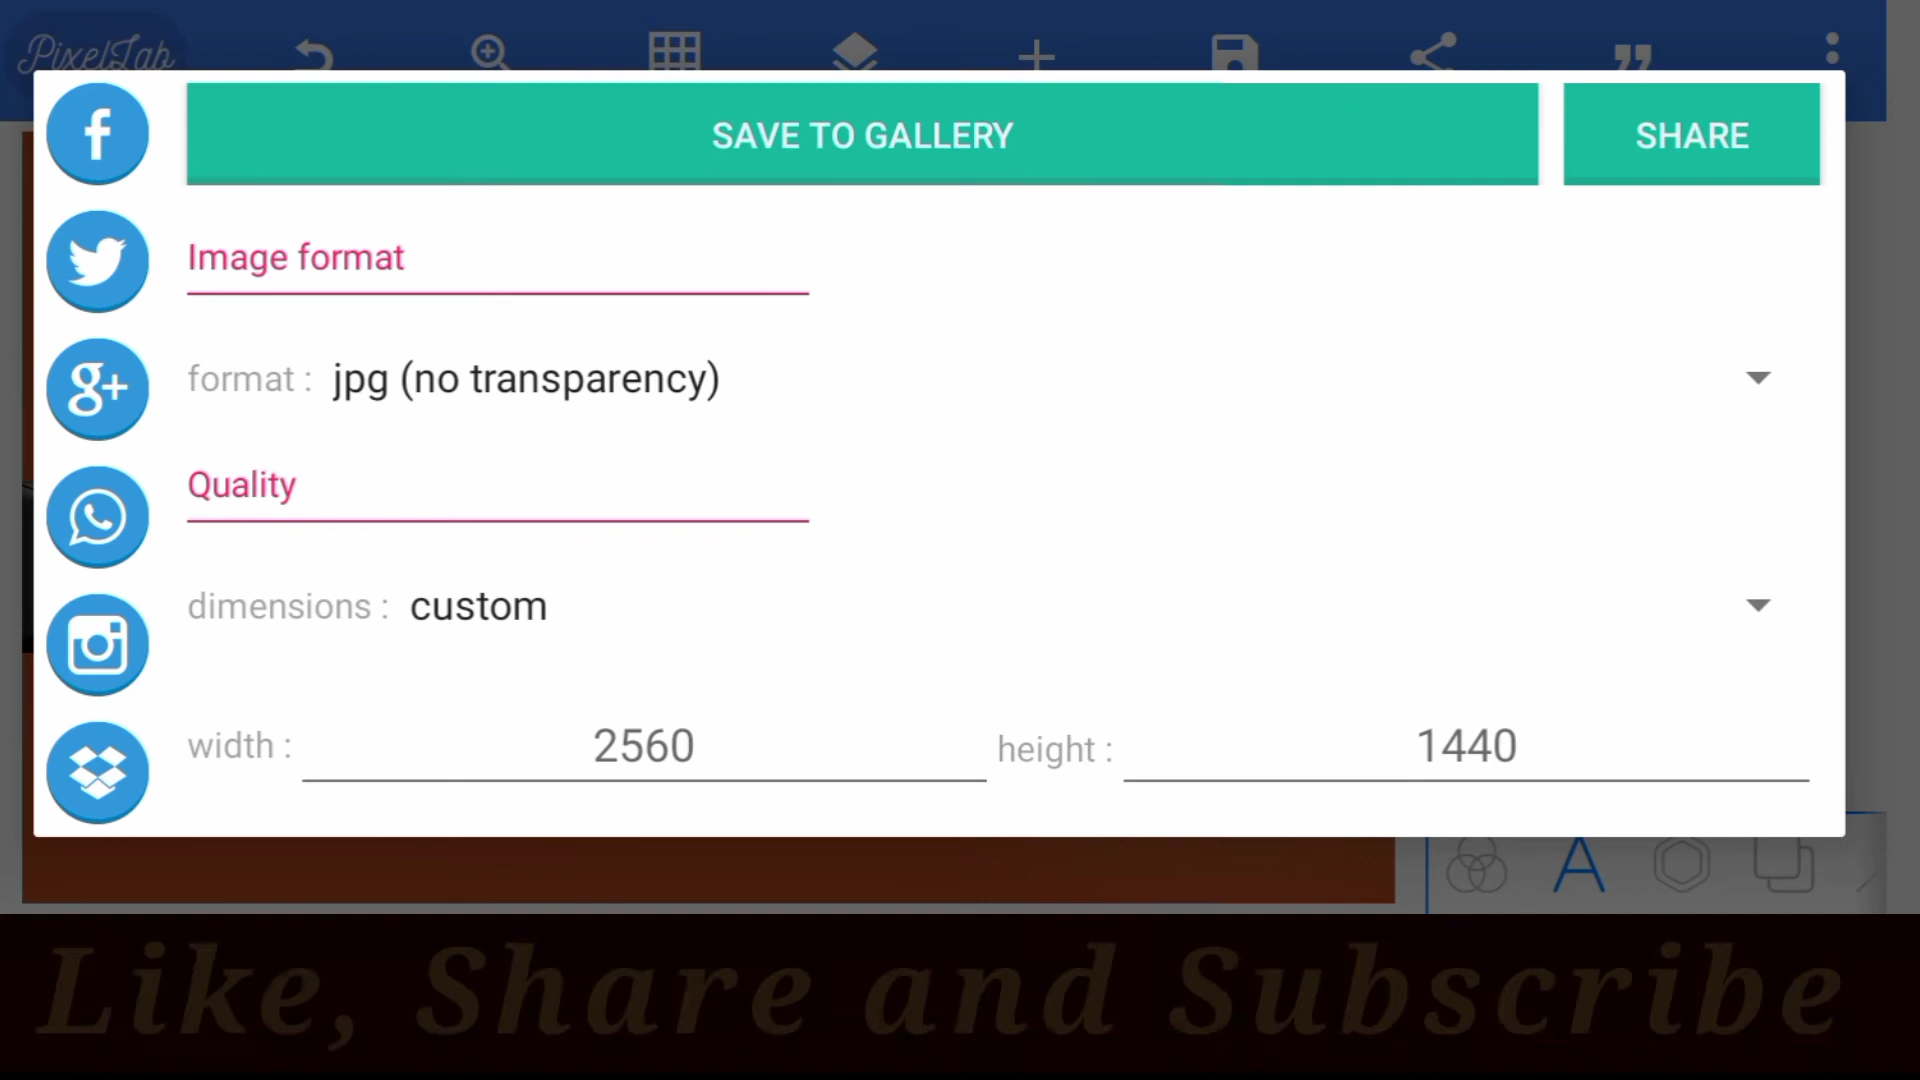 PixelLab
SAVE TO GALLERY
SHARE
Image format
format : jpg (no transparency)
Quality
dimensions : custom
width : 2560 height : 1440
Like, Share and Subscribe